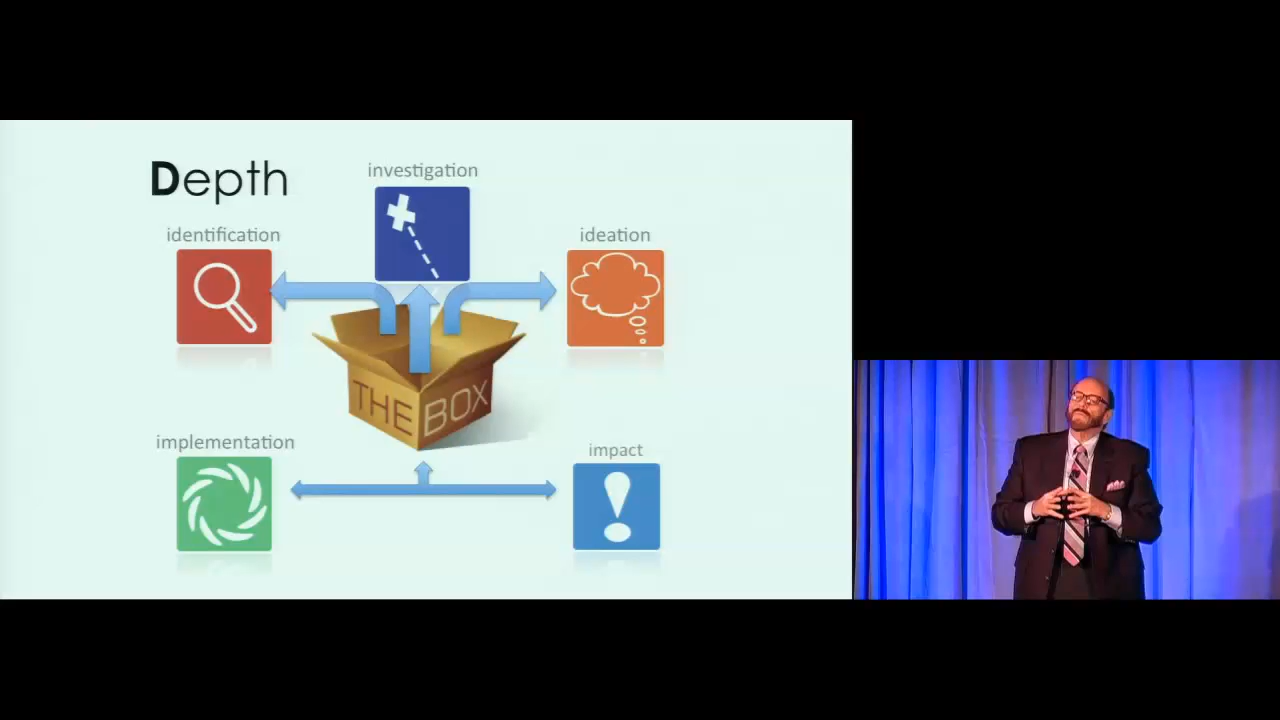 Depth
investigation
identification
ideation
THE BOX
implementation
impact